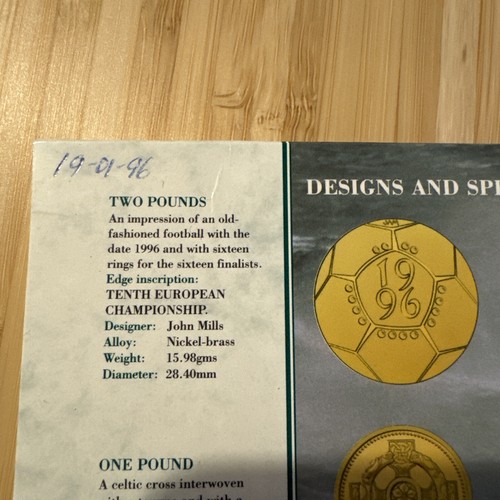 19-01-96
TWO POUNDS
An impression of an old-
fashioned football with the
date 1996 and with sixteen
rings for the sixteen finalists.
Edge inscription:
TENTH EUROPEAN
CHAMPIONSHIP.
Designer: John Mills
Alloy: Nickel-brass
Weight: 15.98gms
Diameter: 28.40mm
ONE POUND
A celtic cross interwoven
DESIGNS AND SPE
19
96